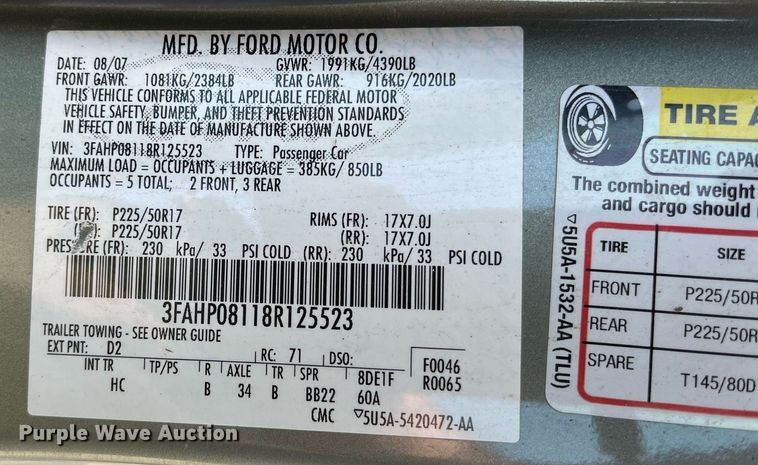 MFD. BY FORD MOTOR CO.
DATE: 08/07 GVWR: 1991KG/4390LB
FRONT GAWR: 1081KG/2384LB REAR GAWR: 916KG/2020LB
THIS VEHICLE CONFORMS TO ALL APPLICABLE FEDERAL MOTOR
VEHICLE SAFETY, BUMPER, AND THEFT PREVENTION STANDARDS
IN EFFECT ON THE DATE OF MANUFACTURE SHOWN ABOVE.
VIN: 3FAHP08118R125523 TYPE: Passenger Car
MAXIMUM LOAD = OCCUPANTS + LUGGAGE = 385KG/ 850LB
OCCUPANTS = 5 TOTAL; 2 FRONT, 3 REAR
TIRE (FR): P225/50R17 RIMS (FR): 17X7.0J
P225/50R17 (RR): 17X7.0J
(FR): 230 kPa/ 33 PSI COLD (RR): 230 kPa/ 33 PSI COLD
3FAHP08118R125523
TRAILER TOWING - SEE OWNER GUIDE
EXT PNT: D2 RC: 71 DSO: F0046
INT TR TP/PS R AXLE TR SPR 8DE1F R0065
HC B 34 B BB22 60A
CMC ▽5U5A-5420472-AA
TIRE A
SEATING CAPAC
The combined weight
and cargo should
TIRE SIZE
FRONT P225/50R
REAR P225/50R
SPARE T145/80D
▽5U5A-1532-AA (TLU)
Purple Wave Auction